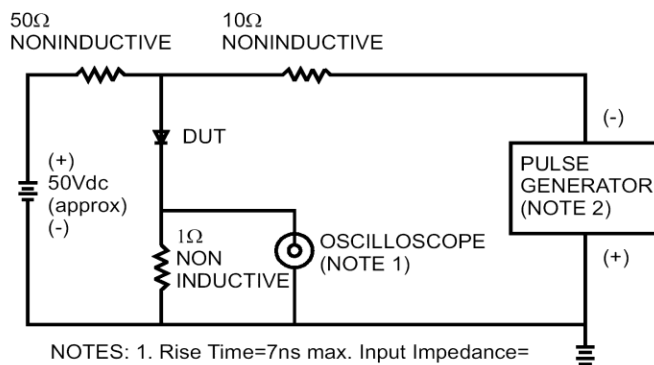 50Ω
NONINDUCTIVE
10Ω
NONINDUCTIVE
DUT
(+)
50Vdc
(approx)
(-)
1Ω
NON
INDUCTIVE
OSCILLOSCOPE
(NOTE 1)
(-)
PULSE
GENERATOR
(NOTE 2)
(+)
NOTES: 1. Rise Time=7ns max. Input Impedance=